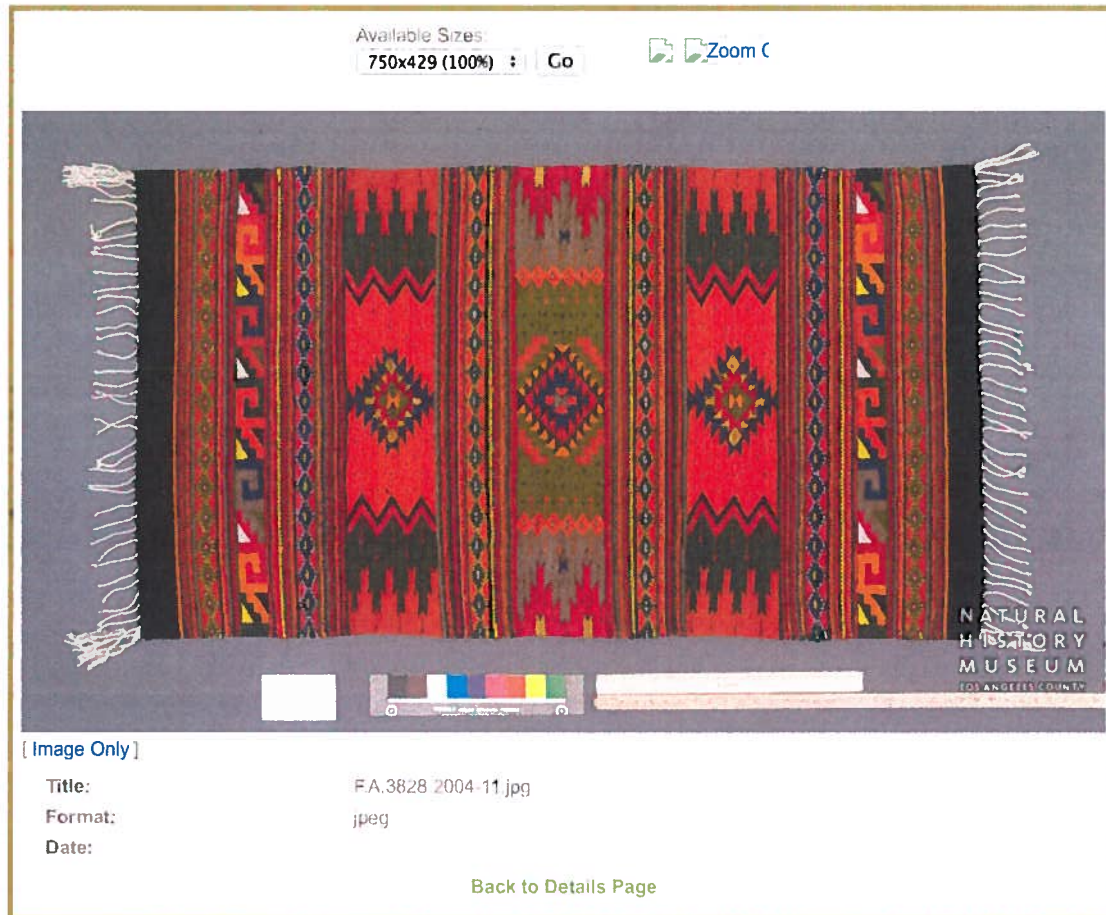 Available Sizes:
750x429 (100%) Go
Zoom (
NATURAL
HISTORY
MUSEUM
LOS ANGELES COUNTY
[ Image Only ]
Title: F.A.3828.2004-11.jpg
Format: jpeg
Date:
Back to Details Page